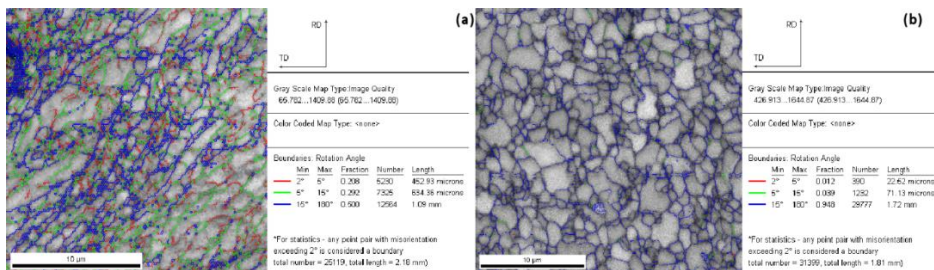 (a)
RD
TD
Gray Scale Map Type:Image Quality
65.782...1409.88 (65.782...1409.88)
Color Coded Map Type: <none>
Boundaries: Rotation Angle
Min Max Fraction Number Length
2° 5° 0.208 5230 452.93 microns
5° 15° 0.292 7325 634.36 microns
15° 180° 0.500 12564 1.09 mm
*For statistics - any point pair with misorientation
exceeding 2° is considered a boundary
total number = 25119, total length = 2.18 mm)
10 µm
(b)
RD
TD
Gray Scale Map Type:Image Quality
426.913...1644.87 (426.913...1644.87)
Color Coded Map Type: <none>
Boundaries: Rotation Angle
Min Max Fraction Number Length
2° 5° 0.012 390 22.52 microns
5° 15° 0.039 1232 71.13 microns
15° 180° 0.948 29777 1.72 mm
*For statistics - any point pair with misorientation
exceeding 2° is considered a boundary
total number = 31399, total length = 1.81 mm)
10 µm